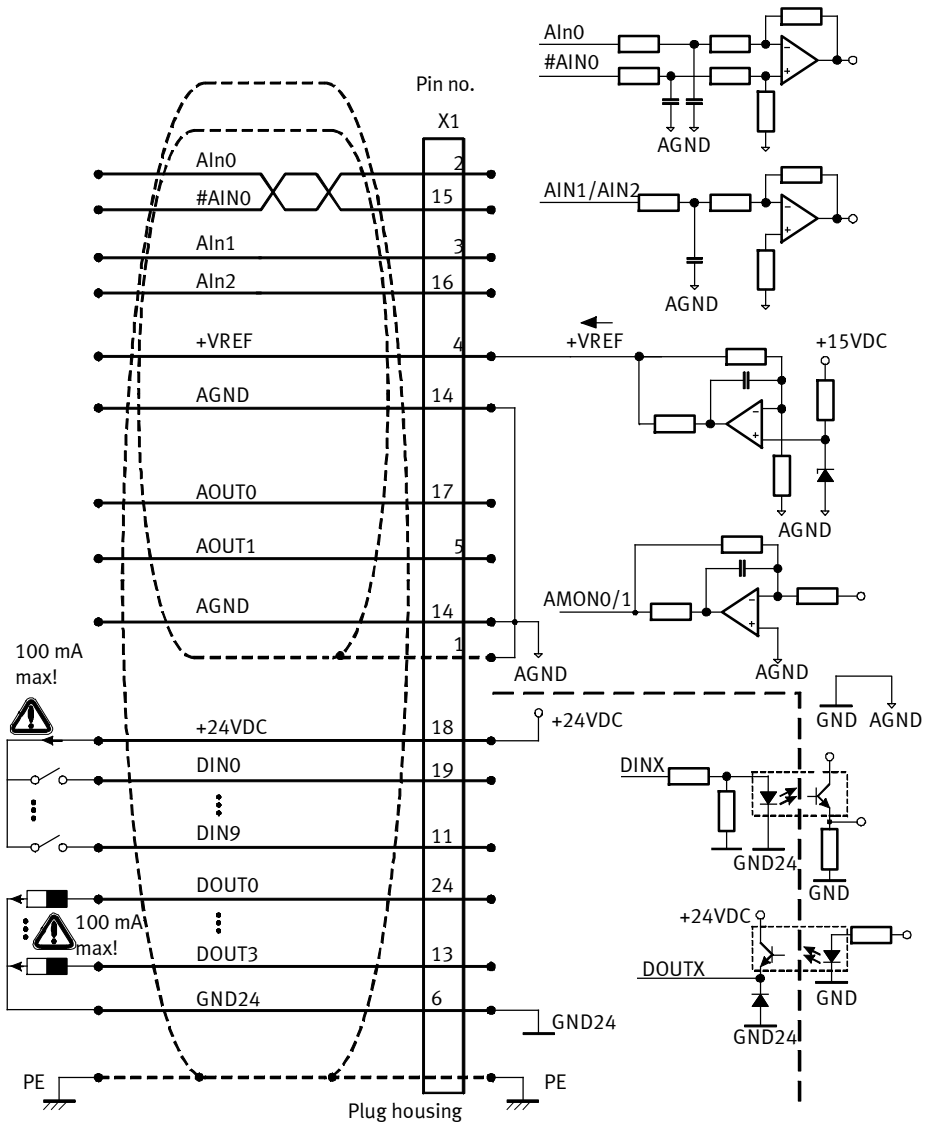 Pin no.
X1
AIn0
2
#AIN0
15
AIn1
3
AIn2
16
+VREF
4
AGND
14
AOUT0
17
AOUT1
5
AGND
14
1
100 mA
max!
+24VDC
18
DIN0
19
DIN9
11
DOUT0
24
100 mA
max!
DOUT3
13
GND24
6
PE
Plug housing
AIn0
#AIN0
AGND
AIN1/AIN2
AGND
+VREF
+15VDC
AGND
AMON0/1
AGND
AGND
GND AGND
+24VDC
DINX
GND24
GND
+24VDC
DOUTX
GND
GND24
GND24
PE